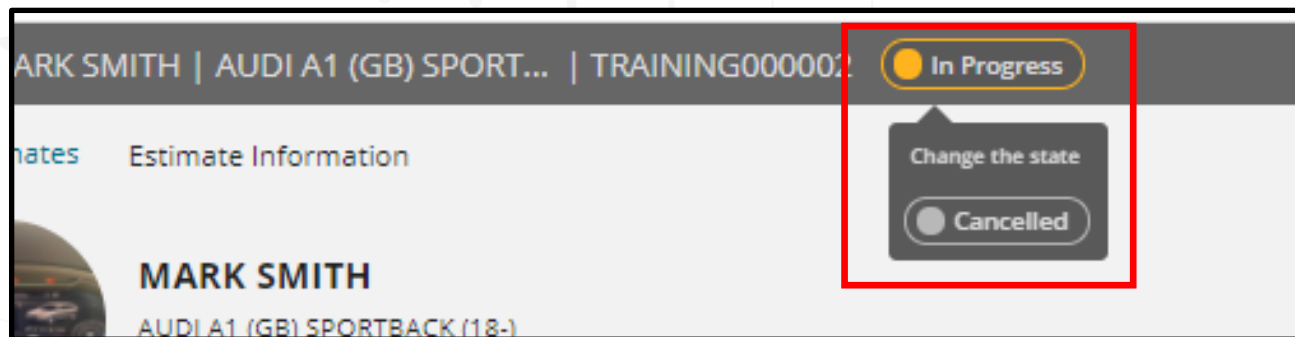 ARK SMITH | AUDI A1 (GB) SPORT... | TRAINING000002 In Progress
nates Estimate Information
Change the state
Cancelled
MARK SMITH
AUDI A1 (GB) SPORTBACK (18-)